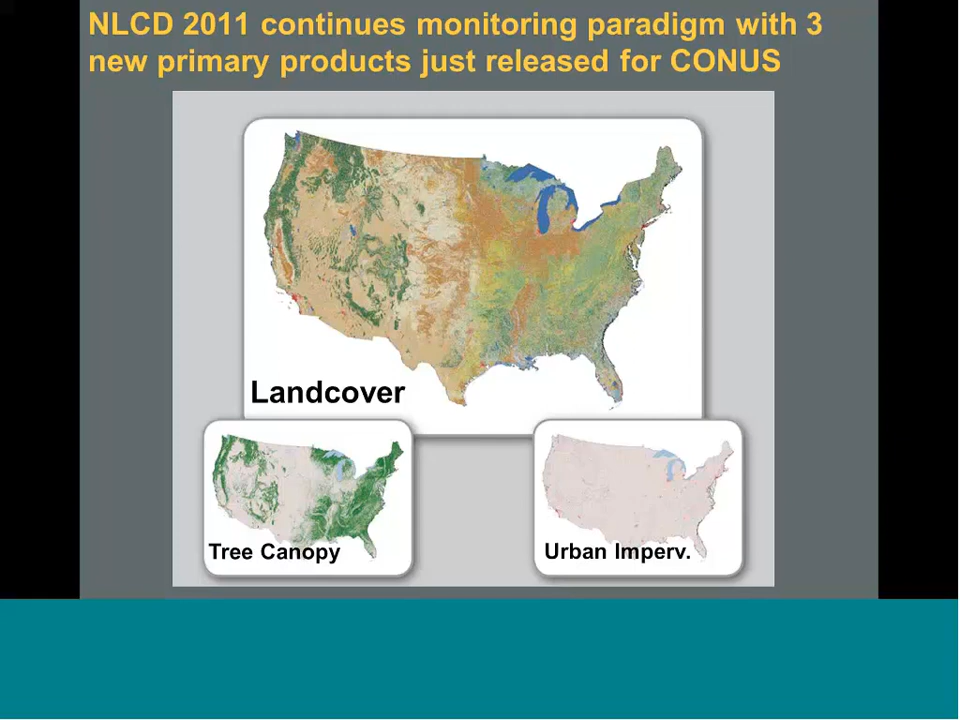 NLCD 2011 continues monitoring paradigm with 3
new primary products just released for CONUS
Landcover
Tree Canopy
Urban Imperv.